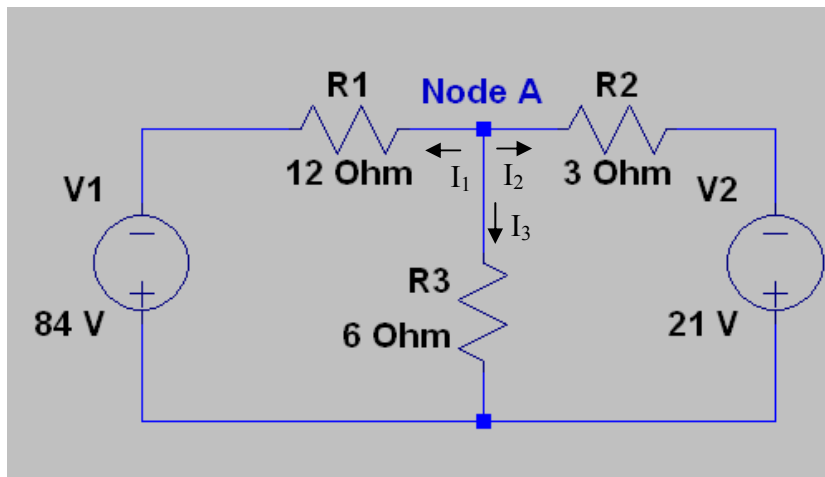 R1
Node A
R2
12 Ohm
I₁
I₂
3 Ohm
V1
V2
I₃
−
−
R3
+
+
84 V
6 Ohm
21 V